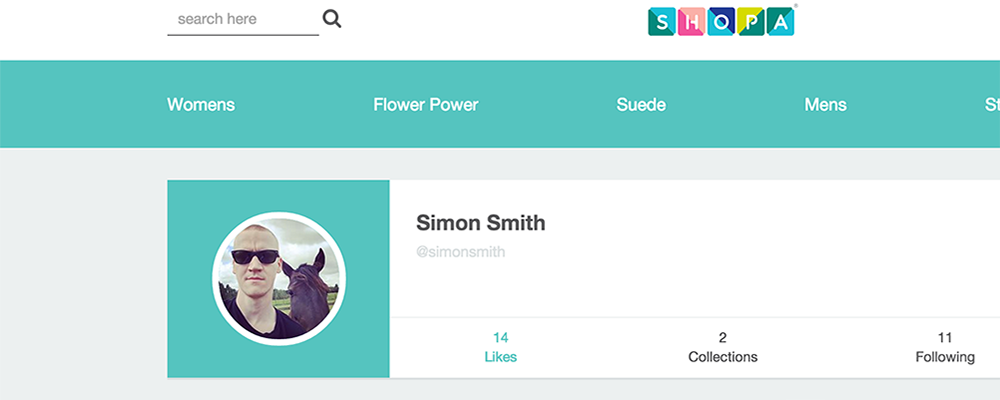 search here
SHOPA
Womens Flower Power Suede Mens St
Simon Smith
@simonsmith
14 2 11
Likes Collections Following